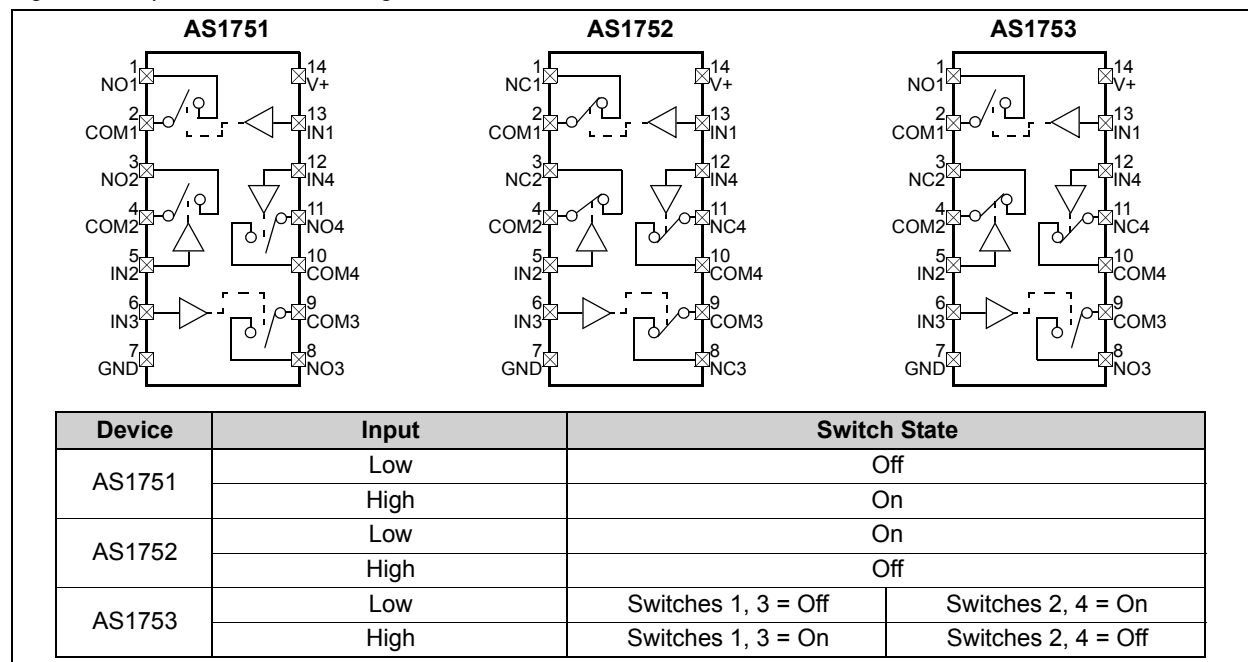 AS1751
1
NO1
2
COM1
3
NO2
4
COM2
5
IN2
6
IN3
7
GND
14
V+
13
IN1
12
IN4
11
NO4
10
COM4
9
COM3
8
NO3
AS1752
1
NC1
2
COM1
3
NC2
4
COM2
5
IN2
6
IN3
7
GND
14
V+
13
IN1
12
IN4
11
NC4
10
COM4
9
COM3
8
NC3
AS1753
1
NO1
2
COM1
3
NC2
4
COM2
5
IN2
6
IN3
7
GND
14
V+
13
IN1
12
IN4
11
NC4
10
COM4
9
COM3
8
NO3
Device Input Switch State
AS1751
Low Off
High On
AS1752
Low On
High Off
AS1753
Low Switches 1, 3 = Off Switches 2, 4 = On
High Switches 1, 3 = On Switches 2, 4 = Off